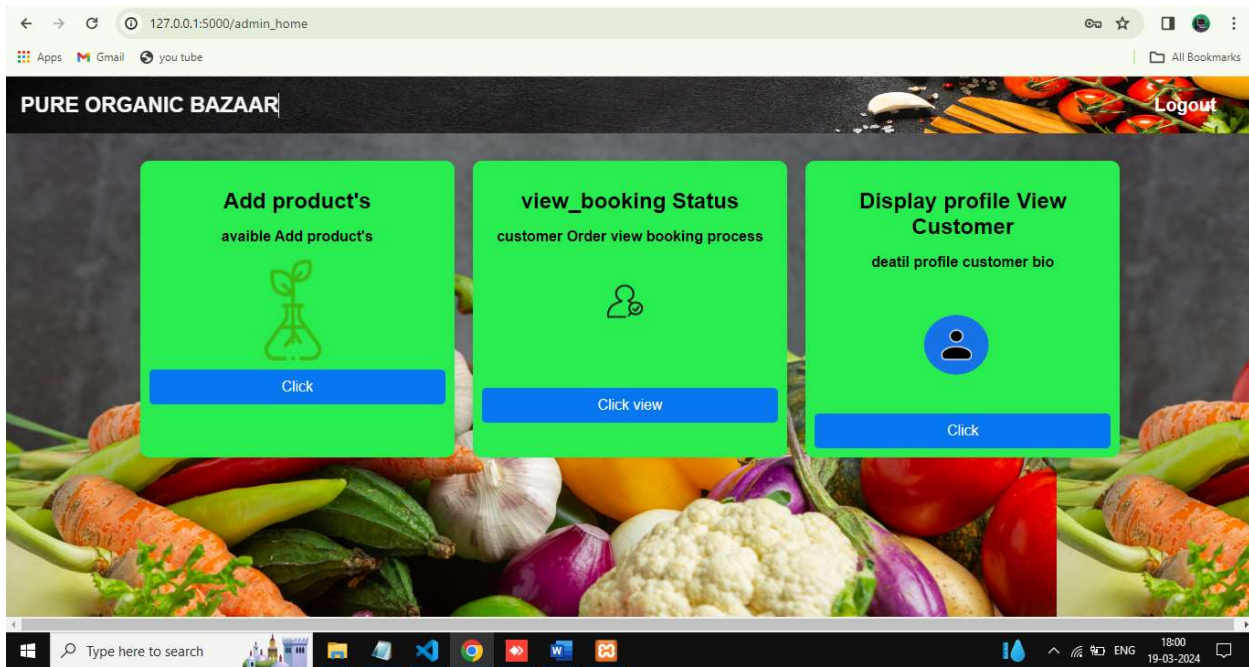 127.0.0.1:5000/admin_home
Apps
Gmail
you tube
All Bookmarks
PURE ORGANIC BAZAAR
Logout
Add product's
avaible Add product's
Click
view_booking Status
customer Order view booking process
Click view
Display profile View
Customer
deatil profile customer bio
Click
Type here to search
ENG
18:00
19-03-2024